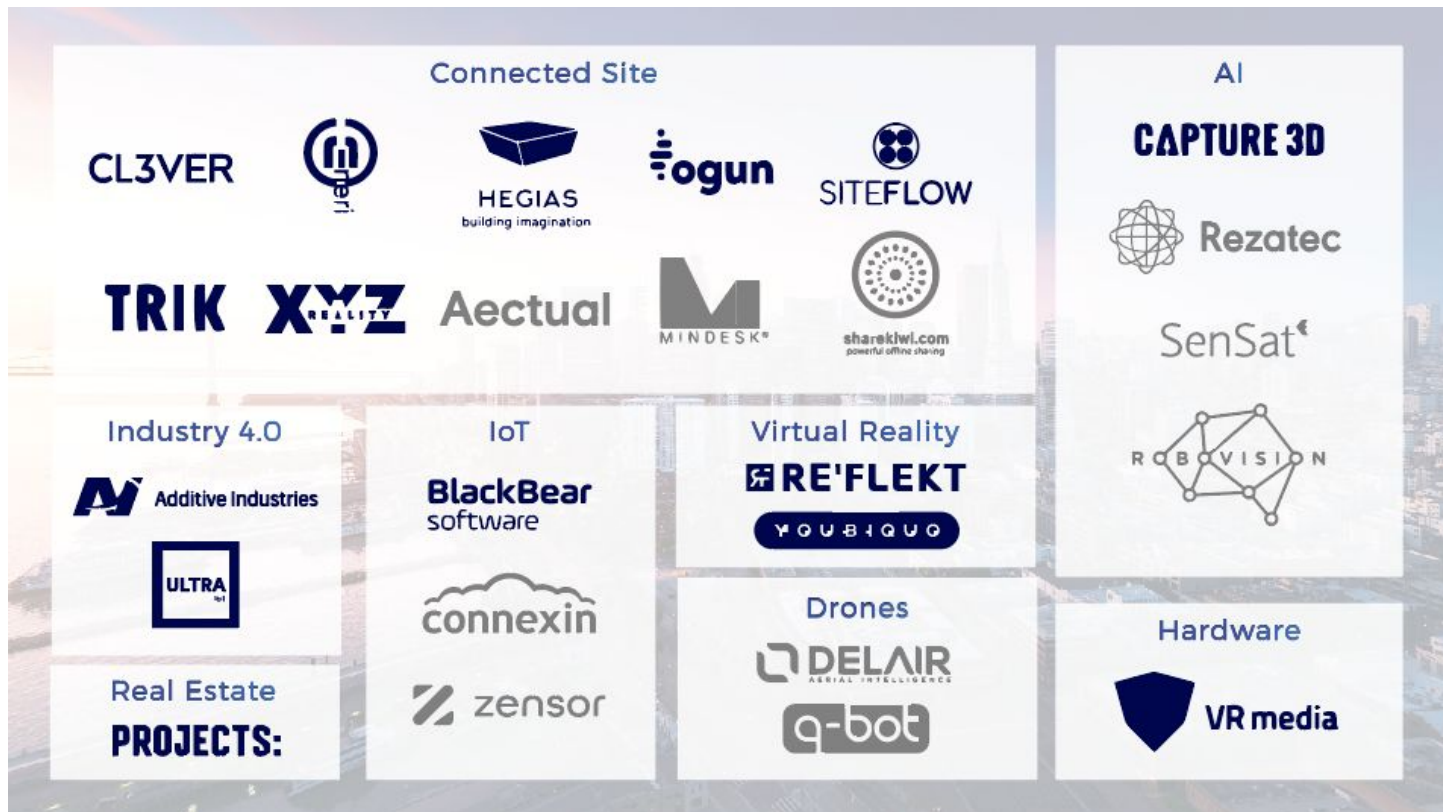 Connected Site
CL3VER
meri
HEGIAS
building imagination
ogun
SITEFLOW
TRIK
XYZ
REALITY
Aectual
MINDESK
sharekiwi.com
powerful offline sharing
AI
CAPTURE 3D
Rezatec
SenSat
ROBOVISION
Industry 4.0
Additive Industries
ULTRA
IoT
BlackBear
software
connexin
zensor
Virtual Reality
RE'FLEKT
YOUBIQUO
Drones
DELAIR
AERIAL INTELLIGENCE
q-bot
Real Estate
PROJECTS:
Hardware
VR media